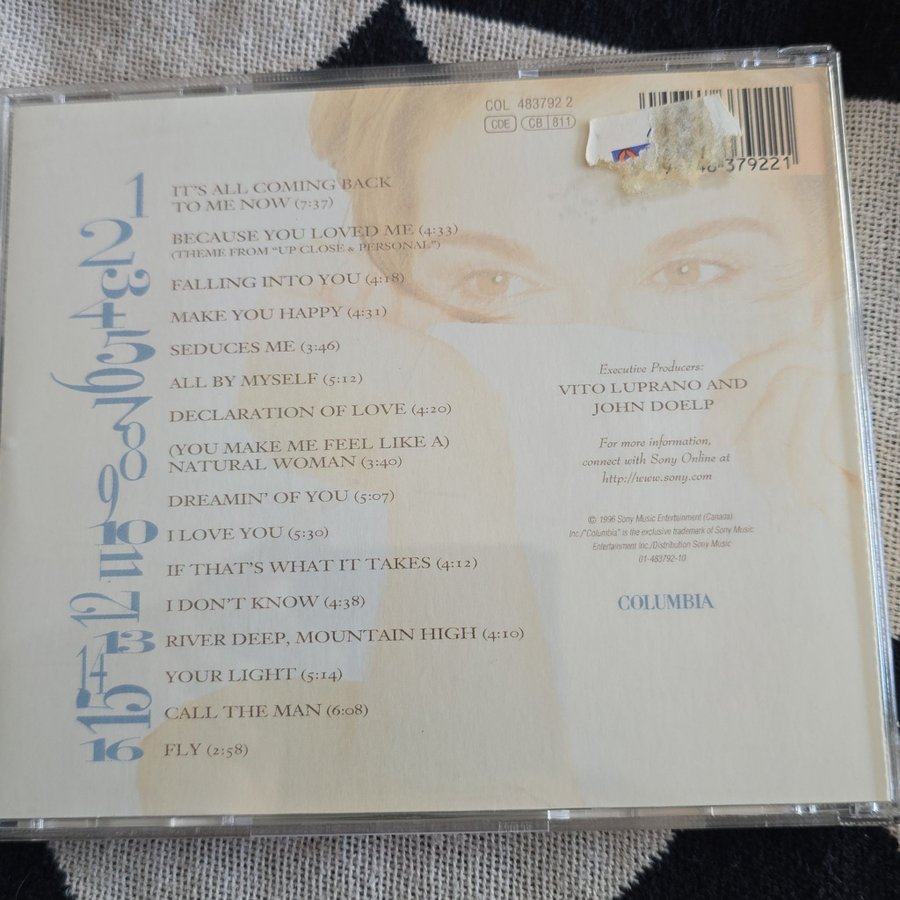 COL 483792 2
CDE CB 811
379221
1 IT'S ALL COMING BACK
TO ME NOW (7:37)
2 BECAUSE YOU LOVED ME (4:33)
(THEME FROM "UP CLOSE & PERSONAL")
3 FALLING INTO YOU (4:18)
4 MAKE YOU HAPPY (4:31)
5 SEDUCES ME (3:46)
6 ALL BY MYSELF (5:12)
7 DECLARATION OF LOVE (4:20)
8 (YOU MAKE ME FEEL LIKE A)
NATURAL WOMAN (3:40)
9 DREAMIN' OF YOU (5:07)
10 I LOVE YOU (5:30)
11 IF THAT'S WHAT IT TAKES (4:12)
12 I DON'T KNOW (4:38)
13 RIVER DEEP, MOUNTAIN HIGH (4:10)
14 YOUR LIGHT (5:14)
15 CALL THE MAN (6:08)
16 FLY (2:58)
Executive Producers:
VITO LUPRANO AND
JOHN DOELP
For more information,
connect with Sony Online at
http://www.sony.com
© 1996 Sony Music Entertainment (Canada)
Inc./"Columbia" is the exclusive trademark of Sony Music
Entertainment Inc./Distribution Sony Music
01-483792-10
COLUMBIA